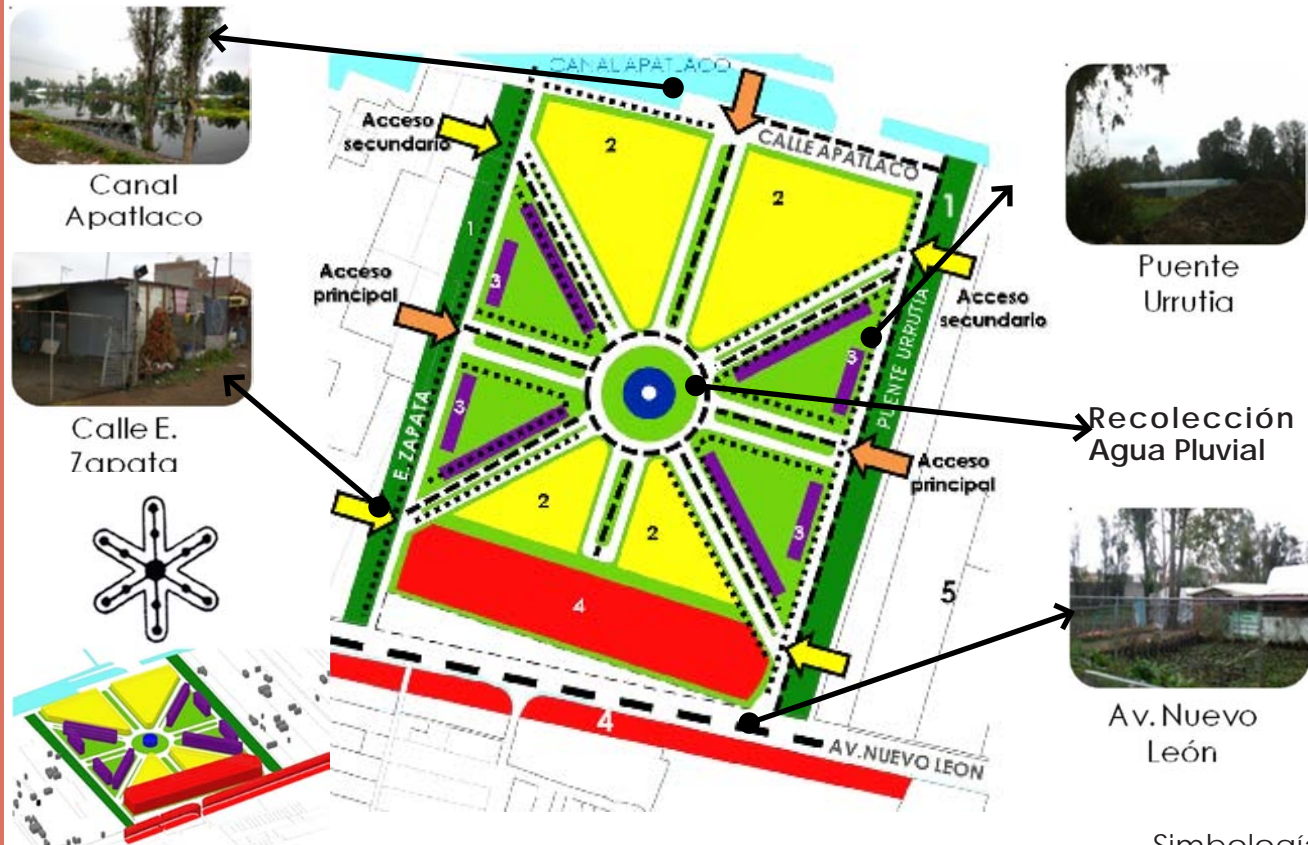 CANAL APATLACO
Acceso
secundario
2
CALLE APATLACO
Canal
Apatlaco
2
1
1
Puente
Urrutia
Acceso
principal
3
Acceso
secundario
3
PUENTE URRUTIA
Calle E.
Zapata
3
E. ZAPATA
Recolección
Agua Pluvial
Acceso
principal
2
2
3
4
5
4
AV. NUEVO LEON
Av. Nuevo
León
Simbología